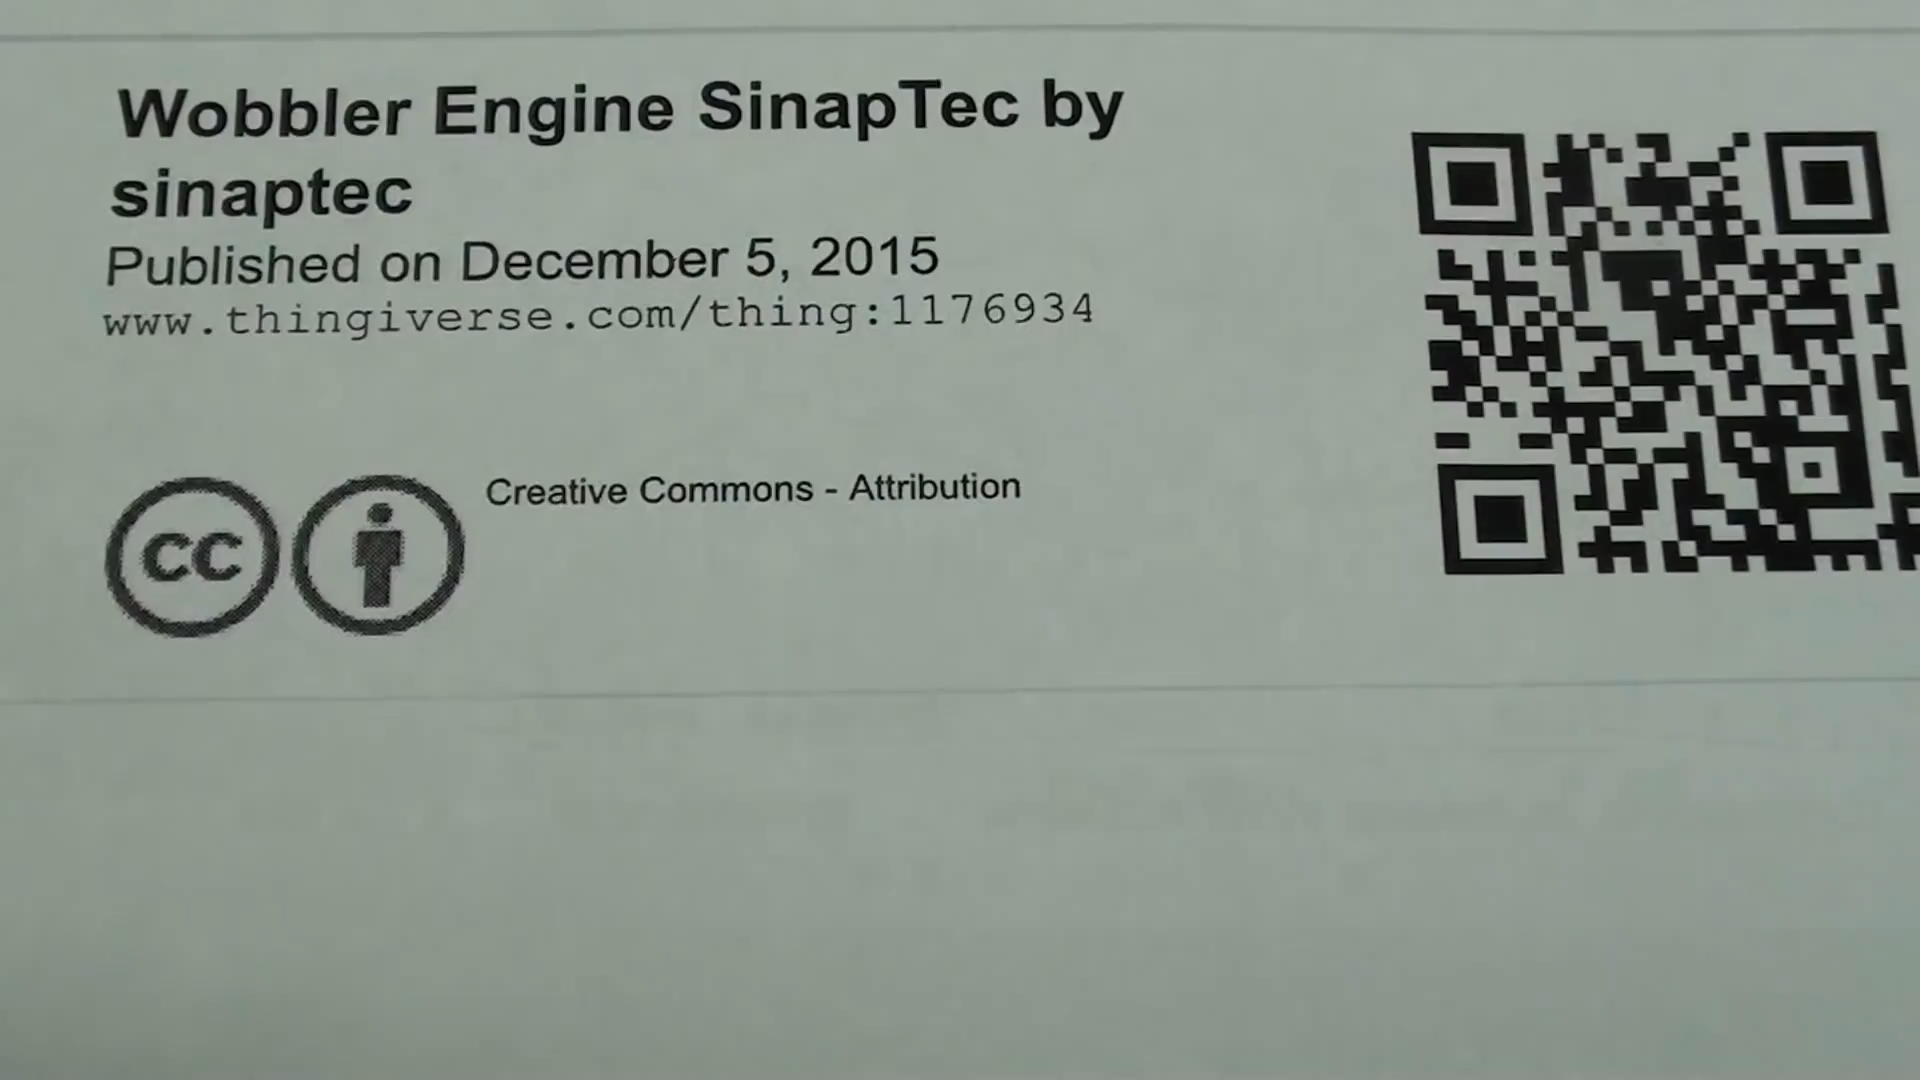 Wobbler Engine SinapTec by
sinaptec
Published on December 5, 2015
www.thingiverse.com/thing:1176934
cc
Creative Commons - Attribution